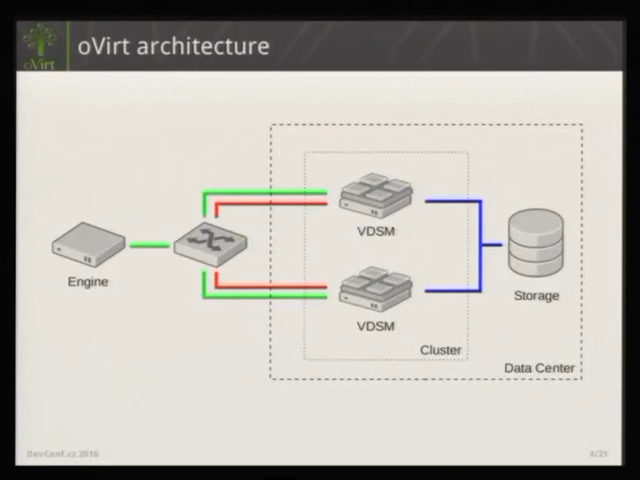 oVirt
oVirt architecture
Engine
VDSM
VDSM
Storage
Cluster
Data Center
DevConf.cz 2016